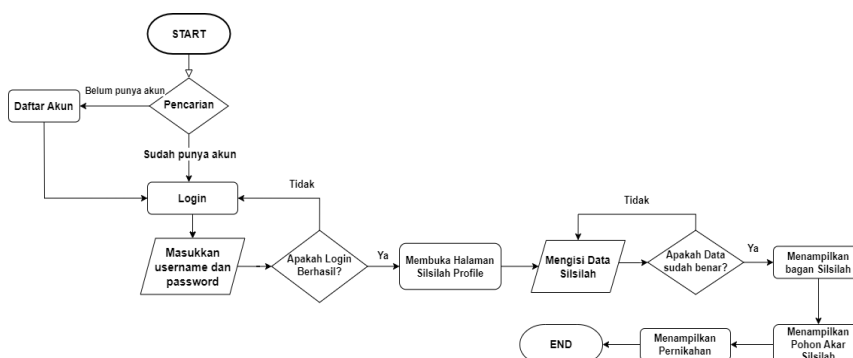 START
Belum punya akun
Daftar Akun
Pencarian
Sudah punya akun
Login
Tidak
Masukkan
username dan
password
Apakah Login
Berhasil?
Ya
Membuka Halaman
Silsilah Profile
Tidak
Mengisi Data
Silsilah
Apakah Data
sudah benar?
Ya
Menampilkan
bagan Silsilah
Menampilkan
Pohon Akar
Silsilah
Menampilkan
Pernikahan
END